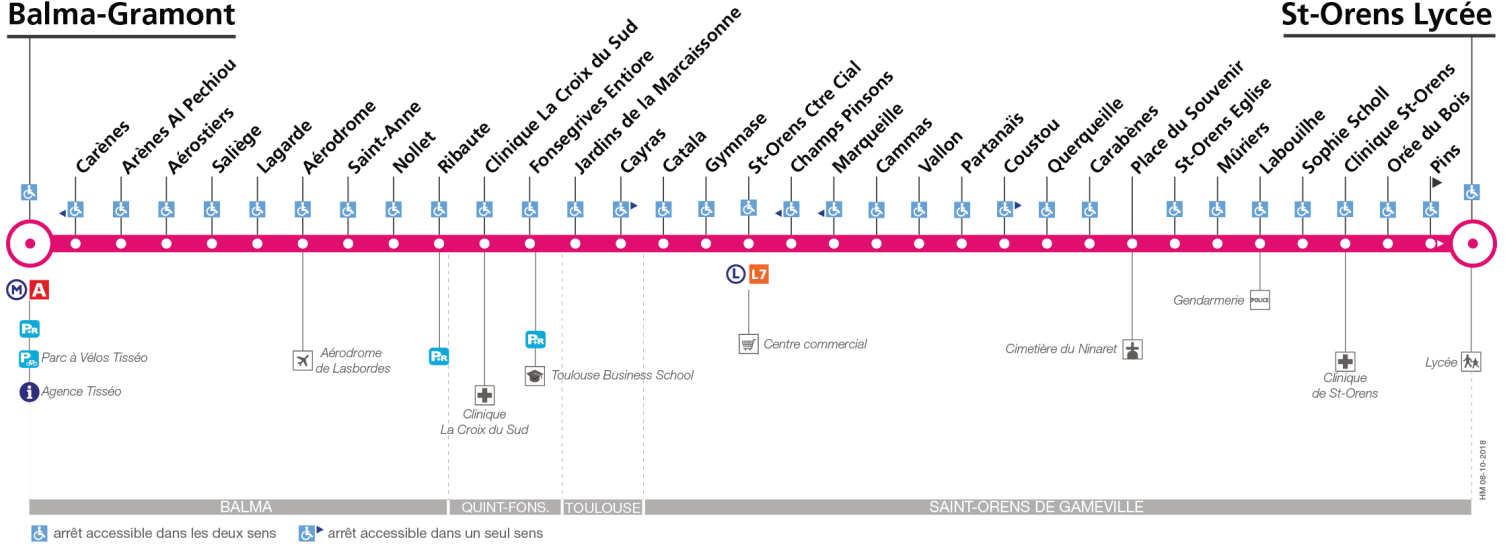 Balma-Gramont
St-Orens Lycée
Carènes
Arènes Al Pechiou
Aérostiers
Saliège
Lagarde
Aérodrome
Saint-Anne
Nollet
Ribaute
Clinique La Croix du Sud
Fonsegrives Entiore
Jardins de la Marcaissonne
Cayras
Catala
Gymnase
St-Orens Ctre Cial
Champs Pinsons
Marqueille
Cammas
Vallon
Partanaïs
Coustou
Querqueille
Carabènes
Place du Souvenir
St-Orens Eglise
Mûriers
Labouilhe
Sophie Scholl
Clinique St-Orens
Orée du Bois
Pins
M A
P+R
Parc à Vélos Tisséo
i Agence Tisséo
Aérodrome
de Lasbordes
P+R
Clinique
La Croix du Sud
P+R
Toulouse Business School
L L7
Centre commercial
Cimetière du Ninaret
Gendarmerie POLICE
Clinique
de St-Orens
Lycée
HM 08-10-2018
BALMA
QUINT-FONS.
TOULOUSE
SAINT-ORENS DE GAMEVILLE
arrêt accessible dans les deux sens
arrêt accessible dans un seul sens